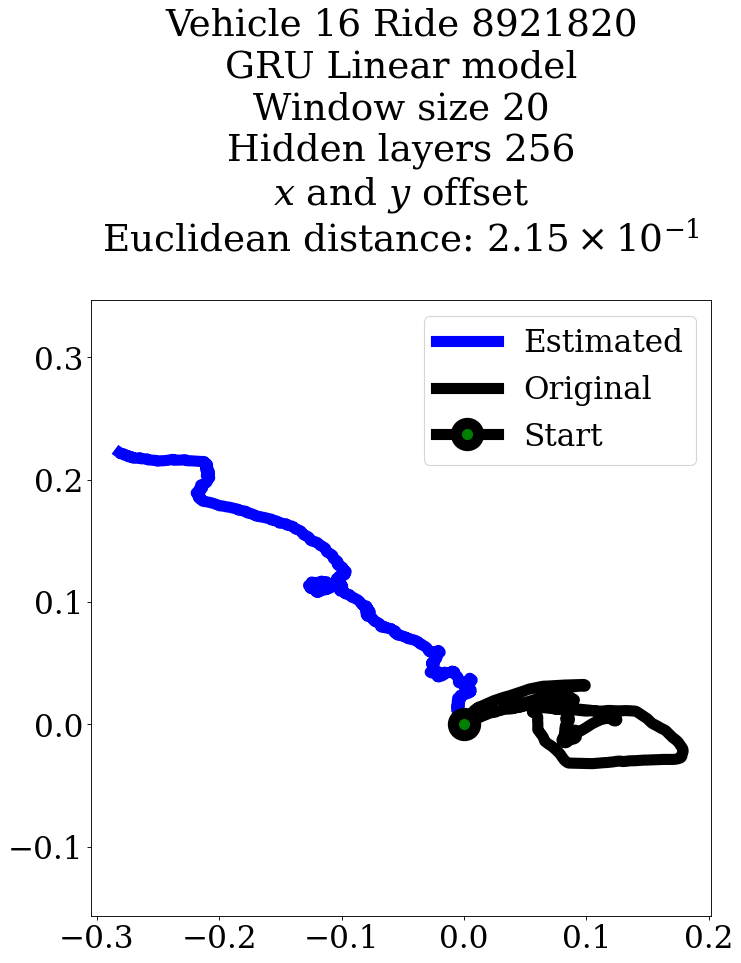 Vehicle 16 Ride 8921820
GRU Linear model
Window size 20
Hidden layers 256
x and y offset
Euclidean distance: 2.15 × 10⁻¹
Estimated
Original
Start
0.3
0.2
0.1
0.0
−0.1
−0.3 −0.2 −0.1 0.0 0.1 0.2